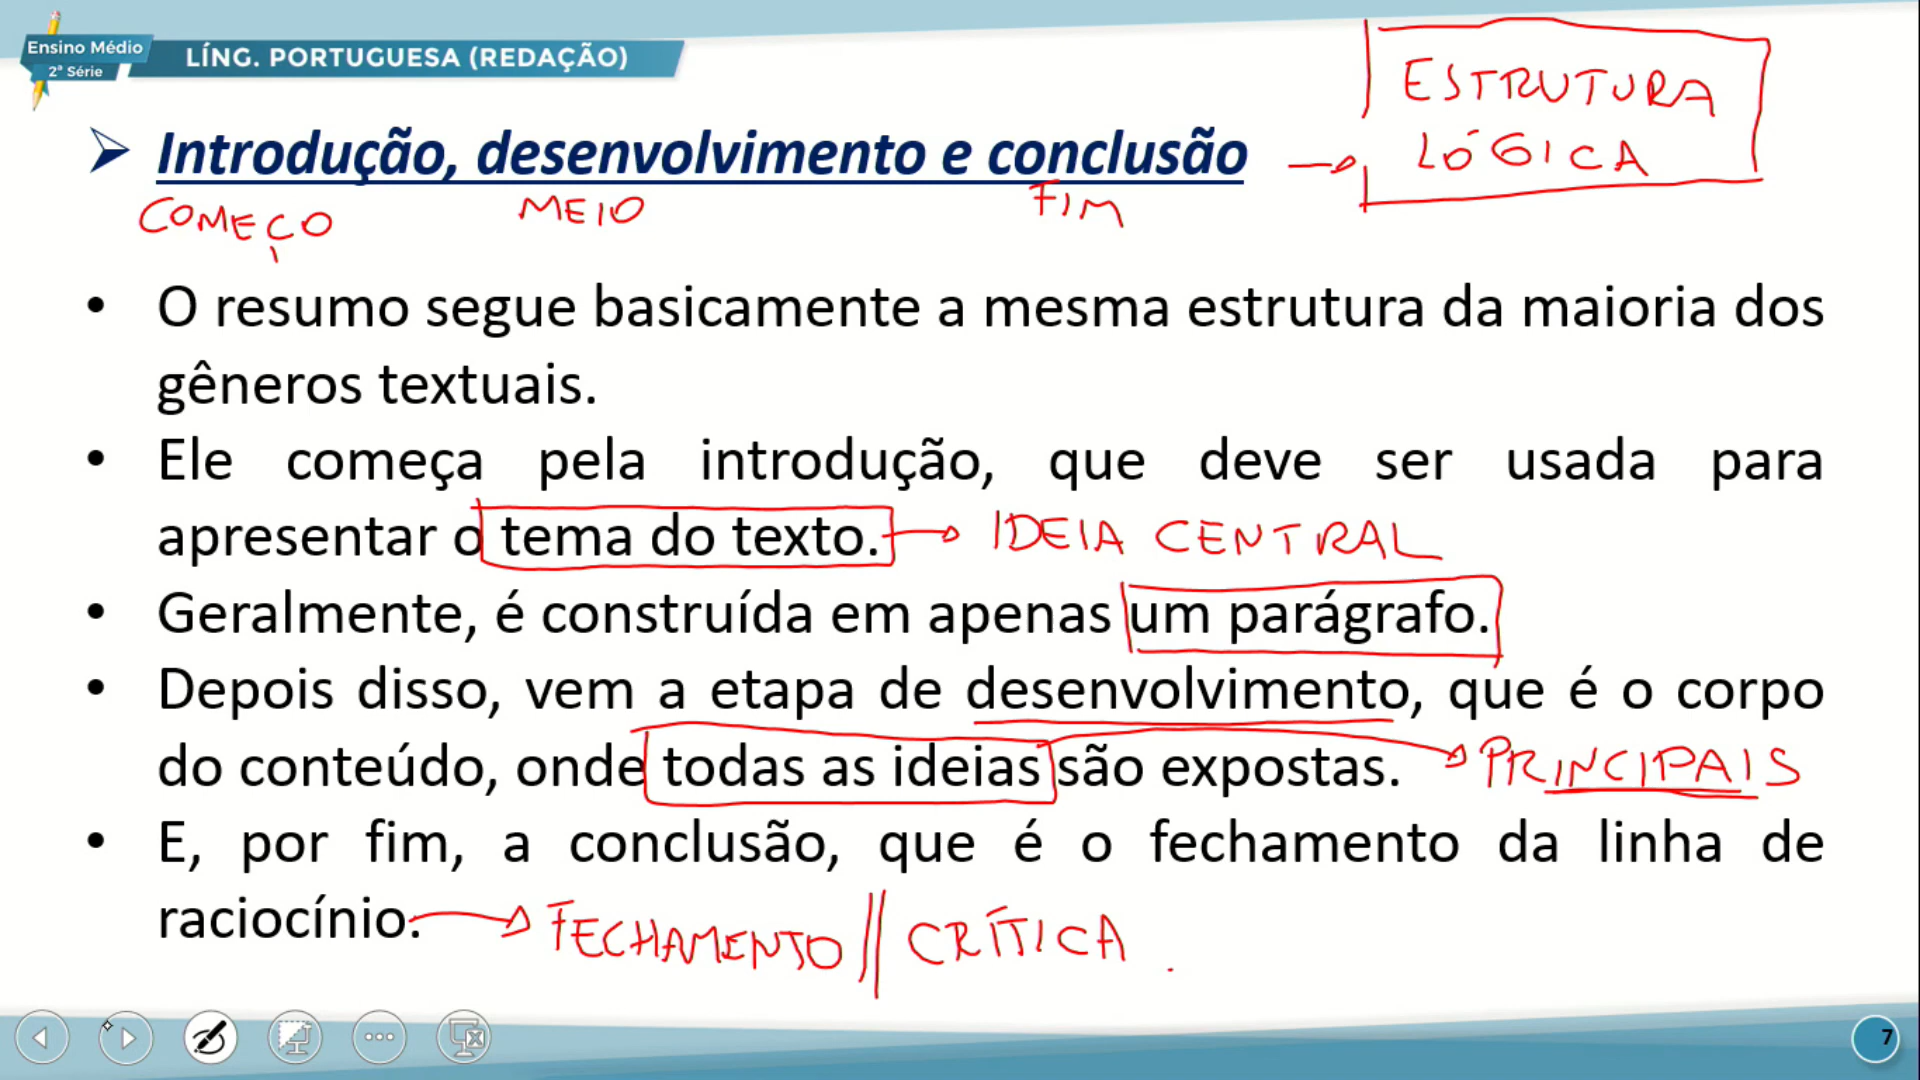 Ensino Médio
2ª Série
LÍNG. PORTUGUESA (REDAÇÃO)
ESTRUTURA
LÓGICA
Introdução, desenvolvimento e conclusão
COMEÇO MEIO FIM
• O resumo segue basicamente a mesma estrutura da maioria dos
gêneros textuais.
• Ele começa pela introdução, que deve ser usada para
apresentar o tema do texto. IDEIA CENTRAL
• Geralmente, é construída em apenas um parágrafo.
• Depois disso, vem a etapa de desenvolvimento, que é o corpo
do conteúdo, onde todas as ideias são expostas. PRINCIPAIS
• E, por fim, a conclusão, que é o fechamento da linha de
raciocínio. FECHAMENTO // CRÍTICA.
7